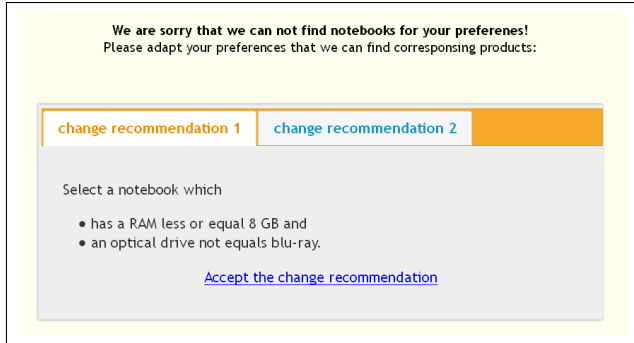 We are sorry that we can not find notebooks for your preferenes!
Please adapt your preferences that we can find corresponsing products:
change recommendation 1 change recommendation 2
Select a notebook which
• has a RAM less or equal 8 GB and
• an optical drive not equals blu-ray.
Accept the change recommendation